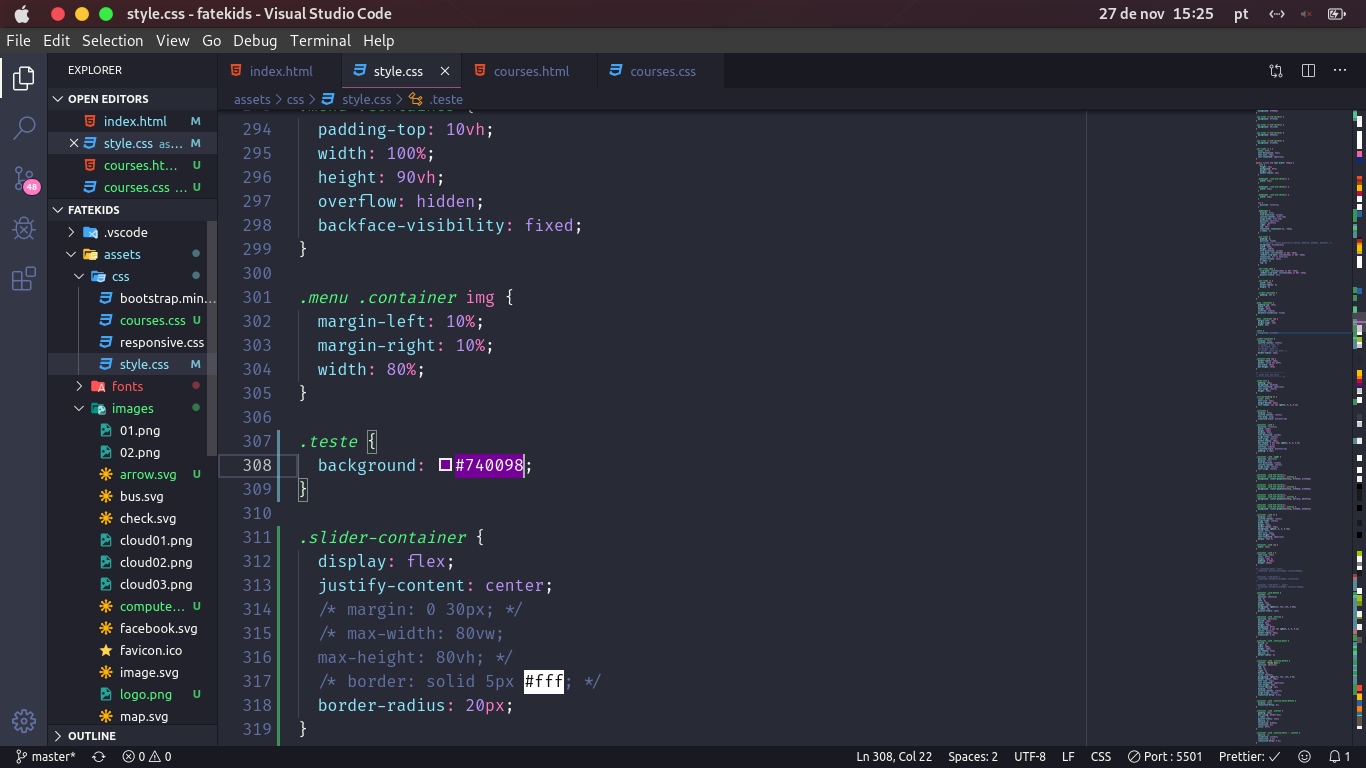 style.css - fatekids - Visual Studio Code
27 de nov 15:25 pt
File Edit Selection View Go Debug Terminal Help
EXPLORER
index.html style.css courses.html courses.css
OPEN EDITORS
index.html M
style.css as... M
courses.ht... U
courses.css ... U
48
FATEKIDS
.vscode
assets
css
bootstrap.min...
courses.css U
responsive.css
style.css M
fonts
images
01.png
02.png
arrow.svg U
bus.svg
check.svg
cloud01.png
cloud02.png
cloud03.png
compute... U
facebook.svg
favicon.ico
image.svg
logo.png U
map.svg
OUTLINE
assets > css > style.css > .teste
294 padding-top: 10vh;
295 width: 100%;
296 height: 90vh;
297 overflow: hidden;
298 backface-visibility: fixed;
299 }
300
301 .menu .container img {
302 margin-left: 10%;
303 margin-right: 10%;
304 width: 80%;
305 }
306
307 .teste {
308 background: #740098;
309 }
310
311 .slider-container {
312 display: flex;
313 justify-content: center;
314 /* margin: 0 30px; */
315 /* max-width: 80vw;
316 max-height: 80vh; */
317 /* border: solid 5px #fff; */
318 border-radius: 20px;
319 }
master* 0 0 Ln 308, Col 22 Spaces: 2 UTF-8 LF CSS Port : 5501 Prettier: ✓ 1